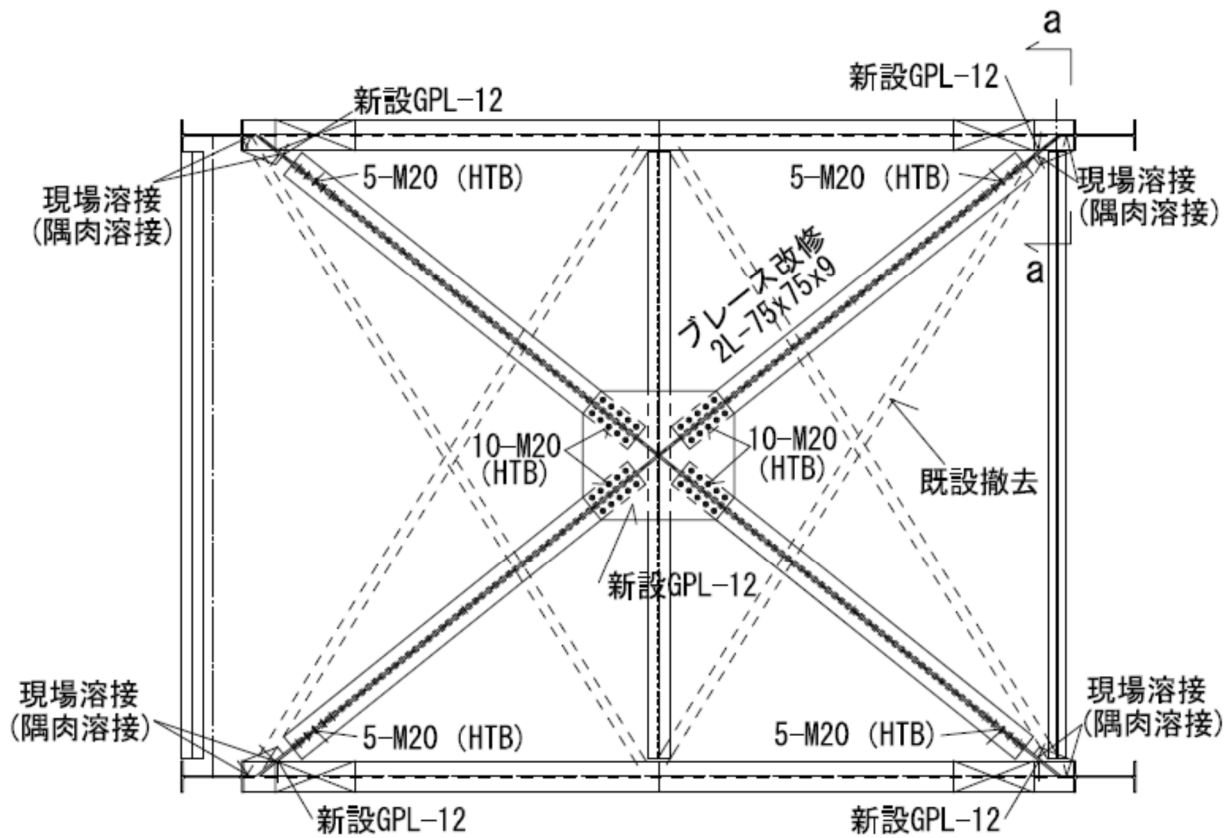 a
新設GPL-12
新設GPL-12
5-M20 (HTB)
5-M20 (HTB)
現場溶接
(隅肉溶接)
現場溶接
(隅肉溶接)
a
ブレース改修
2L-75x75x9
10-M20
(HTB)
10-M20
(HTB)
既設撤去
新設GPL-12
現場溶接
(隅肉溶接)
現場溶接
(隅肉溶接)
5-M20 (HTB)
5-M20 (HTB)
新設GPL-12
新設GPL-12